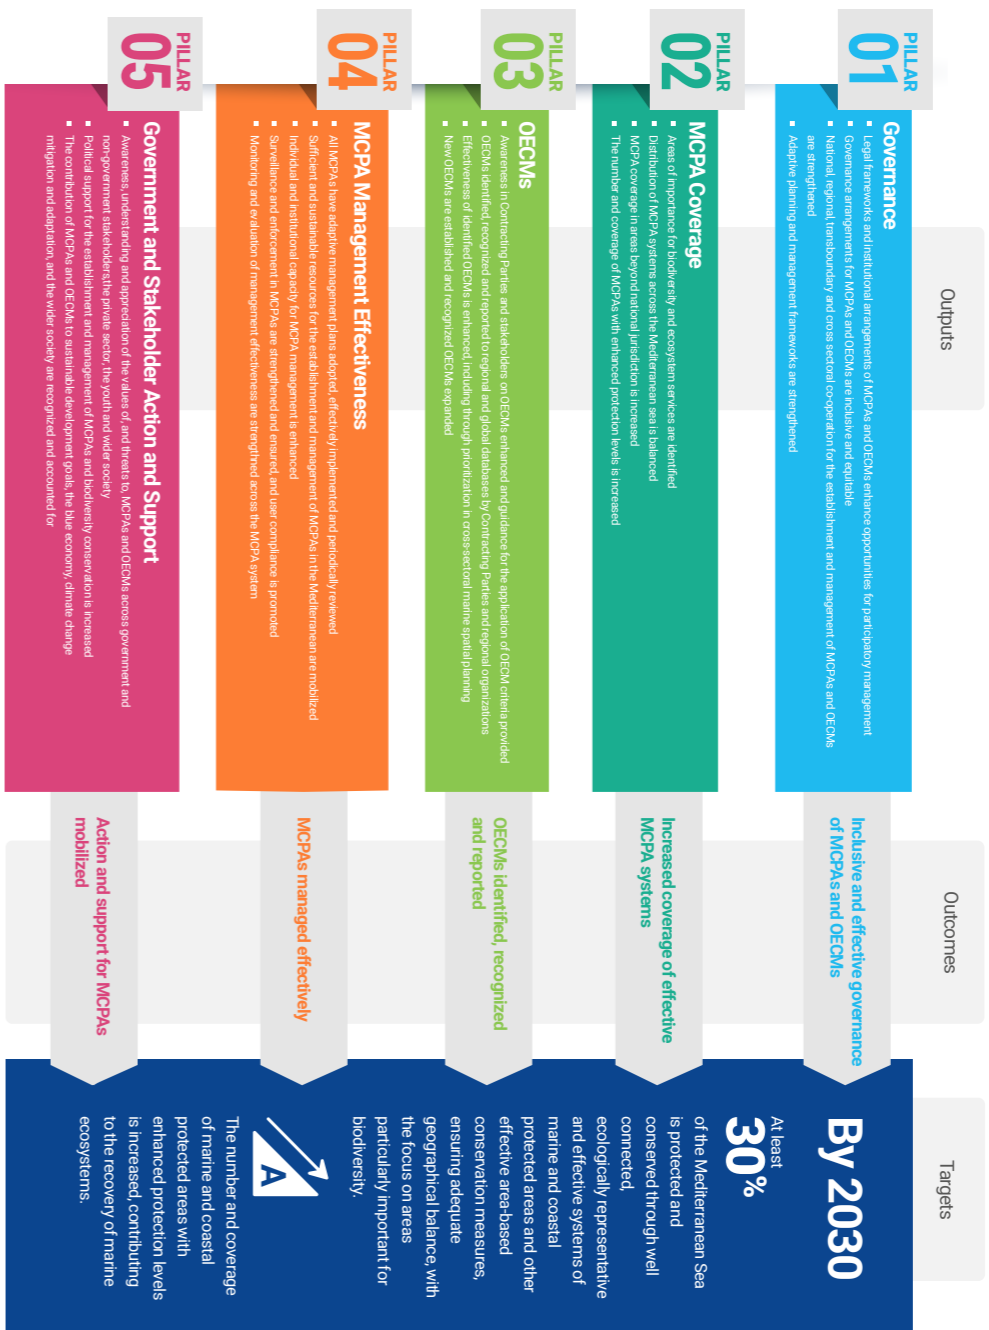 Outputs
Outcomes
Targets
PILLAR
01
Governance
▪ Legal frameworks and institutional arrangements of MCPAs and OECMs enhance opportunities for participatory management
▪ Governance arrangements for MCPAs and OECMs are inclusive and equitable
▪ National, regional, transboundary and cross sectoral co-operation for the establishment and management of MCPAs and OECMs
are strengthened
▪ Adaptive planning and management frameworks are strengthened
Inclusive and effective governance
of MCPAs and OECMs
PILLAR
02
MCPA Coverage
▪ Areas of importance for biodiversity and ecosystem services are identified
▪ Distribution of MCPA systems across the Mediterranean sea is balanced
▪ MCPA coverage in areas beyond national jurisdiction is increased
▪ The number and coverage of MCPAs with enhanced protection levels is increased
Increased coverage of effective
MCPA systems
PILLAR
03
OECMs
▪ Awareness in Contracting Parties and stakeholders on OECMs enhanced and guidance for the application of OECM criteria provided
▪ OECMs identified, recognized and reported to regional and global databases by Contracting Parties and regional organizations
▪ Effectiveness of identified OECMs is enhanced, including through prioritization in cross-sectoral marine spatial planning
▪ New OECMs are established and recognized OECMs expanded
OECMs identified, recognized
and reported
PILLAR
04
MCPA Management Effectiveness
▪ All MCPAs have adaptive management plans adopted, effectively implemented and periodically reviewed
▪ Sufficient and sustainable resources for the establishment and management of MCPAs in the Mediterranean are mobilized
▪ Individual and institutional capacity for MCPA management is enhanced
▪ Surveillance and enforcement in MCPAs are strengthened and ensured, and user compliance is promoted
▪ Monitoring and evaluation of management effectiveness are strengthned across the MCPA system
MCPAs managed effectively
PILLAR
05
Government and Stakeholder Action and Support
▪ Awareness, understanding and appreciation of the values of, and threats to, MCPAs and OECMs across government and
non-government stakeholders,the private sector, the youth and wider society
▪ Political support for the establishment and management of MCPAs and biodiversity conservation is increased
▪ The contribution of MCPAs and OECMs to sustainable development goals, the blue economy, climate change
mitigation and adaptation, and the wider society are recognized and accounted for
Action and support for MCPAs
mobilized
By 2030
At least
30%
of the Mediterranean Sea
is protected and
conserved through well
connected,
ecologically representative
and effective systems of
marine and coastal
protected areas and other
effective area-based
conservation measures,
ensuring adequate
geographical balance, with
the focus on areas
particularly important for
biodiversity.
A
The number and coverage
of marine and coastal
protected areas with
enhanced protection levels
is increased, contributing
to the recovery of marine
ecosystems.